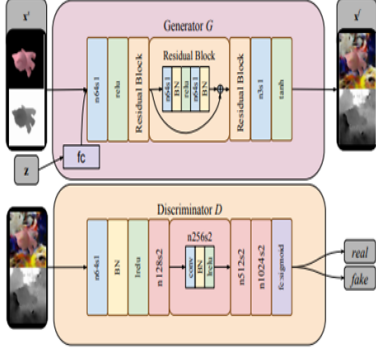 x^s
Generator G
x^f
n64s1
relu
Residual Block
Residual Block
n64s1
BN
relu
n64s1
BN
Residual Block
n3s1
tanh
z
fc
Discriminator D
n64s1
BN
lrelu
n128s2
n256s2
conv
BN
lrelu
n512s2
n1024s2
fc:sigmoid
real
fake